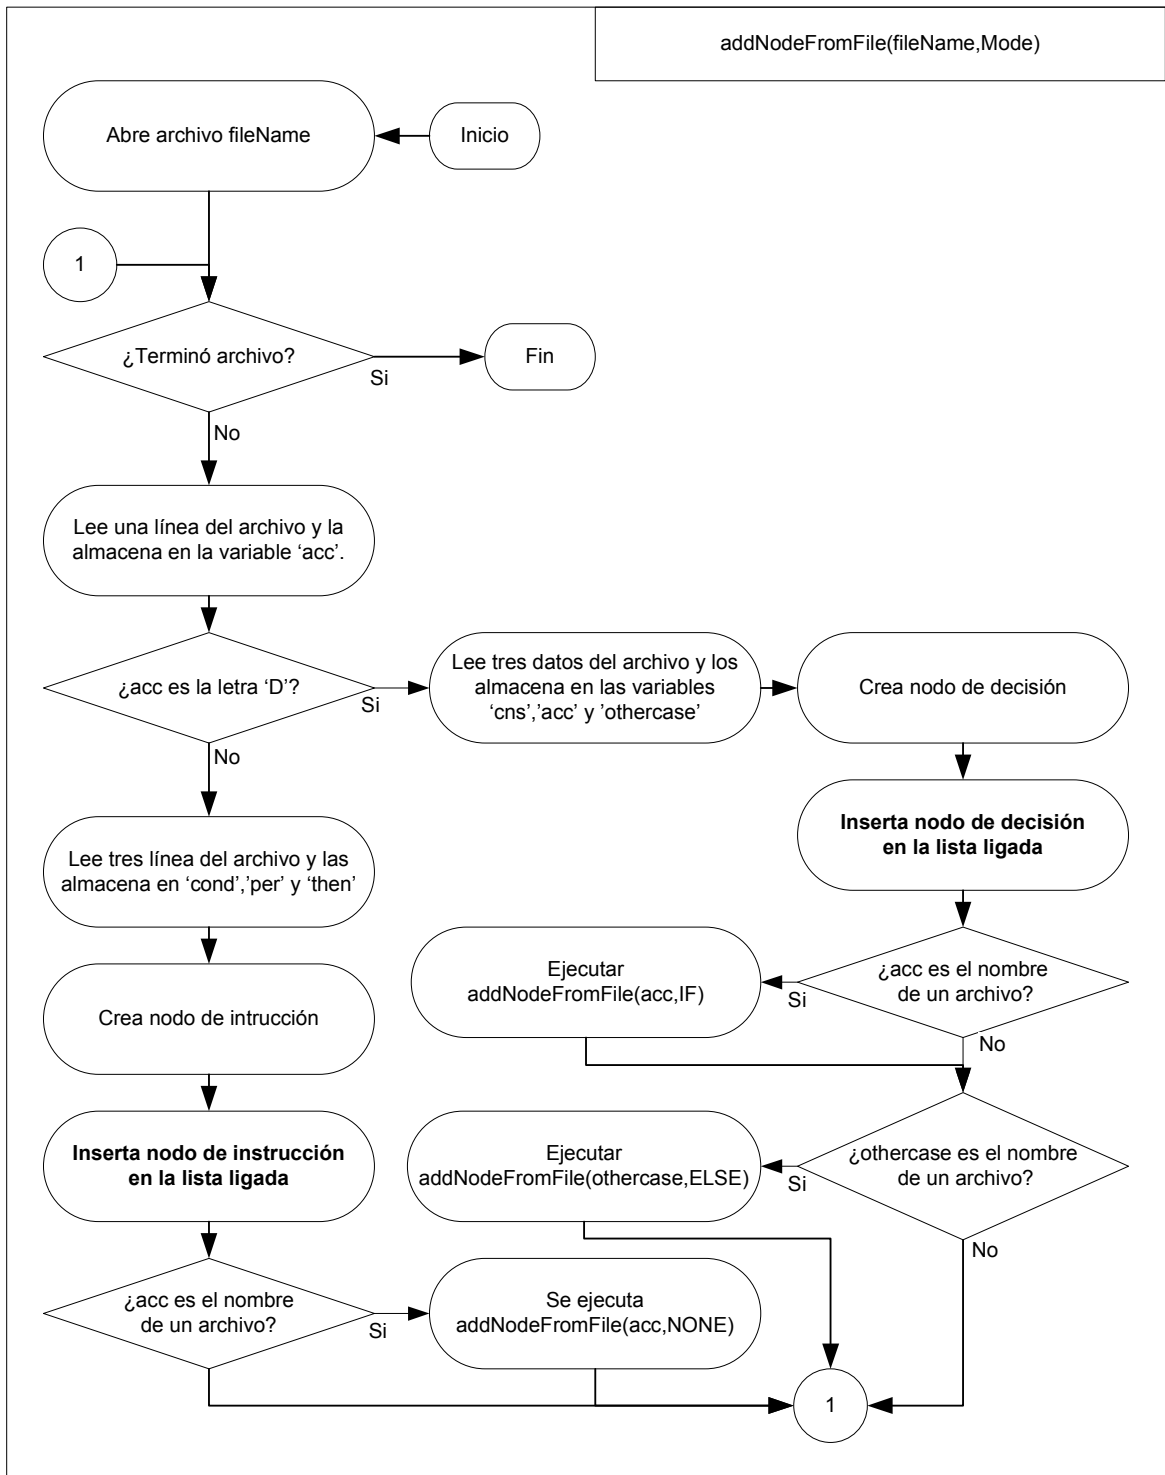 addNodeFromFile(fileName,Mode)
Abre archivo fileName
Inicio
1
¿Terminó archivo?
Si
Fin
No
Lee una línea del archivo y la
almacena en la variable ‘acc’.
¿acc es la letra ‘D’?
Si
Lee tres datos del archivo y los
almacena en las variables
‘cns’,’acc’ y ’othercase’
Crea nodo de decisión
No
Inserta nodo de decisión
en la lista ligada
Lee tres línea del archivo y las
almacena en ‘cond’,’per’ y ‘then’
¿acc es el nombre
de un archivo?
Si
Ejecutar
addNodeFromFile(acc,IF)
No
Crea nodo de intrucción
Inserta nodo de instrucción
en la lista ligada
¿othercase es el nombre
de un archivo?
Si
Ejecutar
addNodeFromFile(othercase,ELSE)
No
¿acc es el nombre
de un archivo?
Si
Se ejecuta
addNodeFromFile(acc,NONE)
1